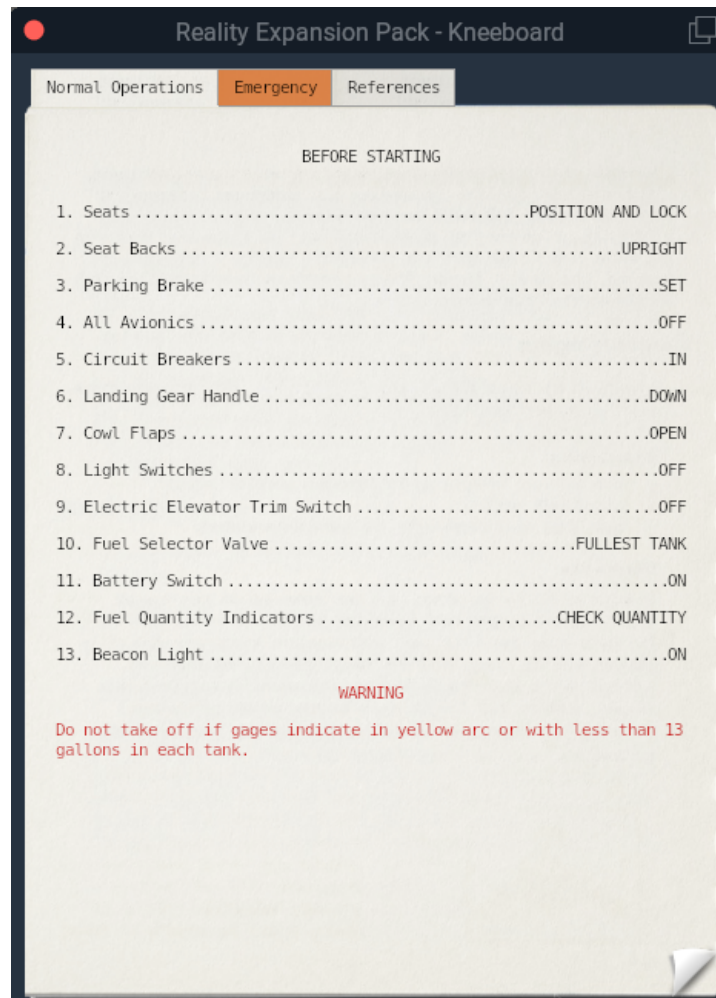 Reality Expansion Pack - Kneeboard
Normal Operations Emergency References
BEFORE STARTING
1. Seats ...........................................POSITION AND LOCK
2. Seat Backs ..................................................UPRIGHT
3. Parking Brake .................................................SET
4. All Avionics ..................................................OFF
5. Circuit Breakers ...............................................IN
6. Landing Gear Handle ..........................................DOWN
7. Cowl Flaps ...................................................OPEN
8. Light Switches ................................................OFF
9. Electric Elevator Trim Switch .................................OFF
10. Fuel Selector Valve .................................FULLEST TANK
11. Battery Switch ................................................ON
12. Fuel Quantity Indicators ..........................CHECK QUANTITY
13. Beacon Light ..................................................ON
WARNING
Do not take off if gages indicate in yellow arc or with less than 13
gallons in each tank.